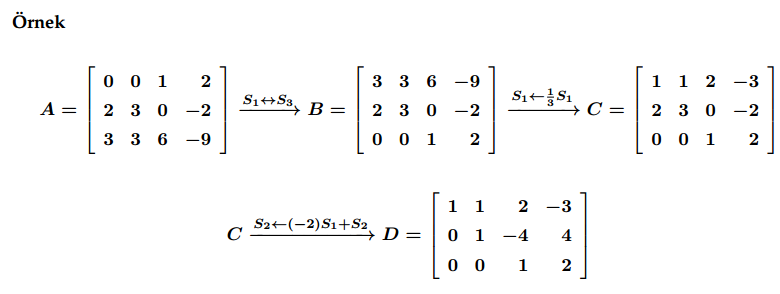 Örnek
A = [ 0 0 1 2 ; 2 3 0 −2 ; 3 3 6 −9 ] S₁↔S₃ → B = [ 3 3 6 −9 ; 2 3 0 −2 ; 0 0 1 2 ] S₁←⅓S₁ → C = [ 1 1 2 −3 ; 2 3 0 −2 ; 0 0 1 2 ]
C S₂←(−2)S₁+S₂ → D = [ 1 1 2 −3 ; 0 1 −4 4 ; 0 0 1 2 ]